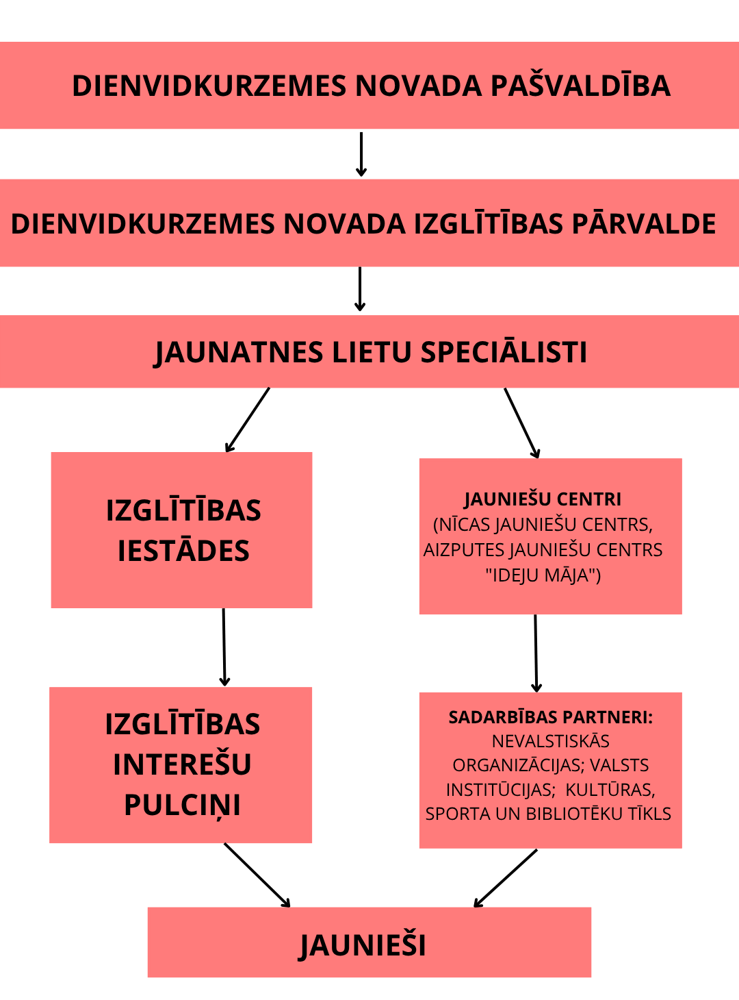 DIENVIDKURZEMES NOVADA PAŠVALDĪBA
DIENVIDKURZEMES NOVADA IZGLĪTĪBAS PĀRVALDE
JAUNATNES LIETU SPECIĀLISTI
IZGLĪTĪBAS
IESTĀDES
JAUNIEŠU CENTRI
(NĪCAS JAUNIEŠU CENTRS,
AIZPUTES JAUNIEŠU CENTRS
"IDEJU MĀJA")
IZGLĪTĪBAS
INTEREŠU
PULCIŅI
SADARBĪBAS PARTNERI:
NEVALSTISKĀS
ORGANIZĀCIJAS; VALSTS
INSTITŪCIJAS;  KULTŪRAS,
SPORTA UN BIBLIOTĒKU TĪKLS
JAUNIEŠI